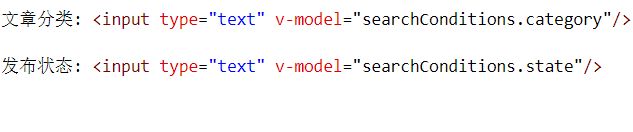 文章分类: <input type="text" v-model="searchConditions.category"/>
发布状态: <input type="text" v-model="searchConditions.state"/>